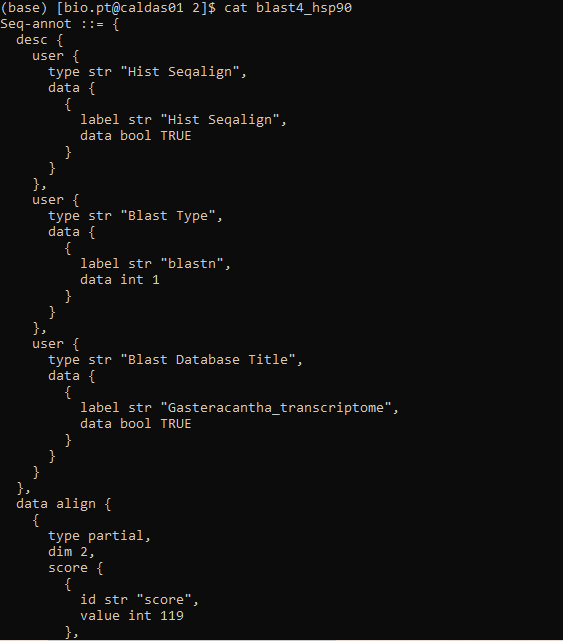 (base) [bio.pt@caldas01 2]$ cat blast4_hsp90
Seq-annot ::= {
  desc {
    user {
      type str "Hist Seqalign",
      data {
        {
          label str "Hist Seqalign",
          data bool TRUE
        }
      }
    },
    user {
      type str "Blast Type",
      data {
        {
          label str "blastn",
          data int 1
        }
      }
    },
    user {
      type str "Blast Database Title",
      data {
        {
          label str "Gasteracantha_transcriptome",
          data bool TRUE
        }
      }
    }
  },
  data align {
    {
      type partial,
      dim 2,
      score {
        {
          id str "score",
          value int 119
        },